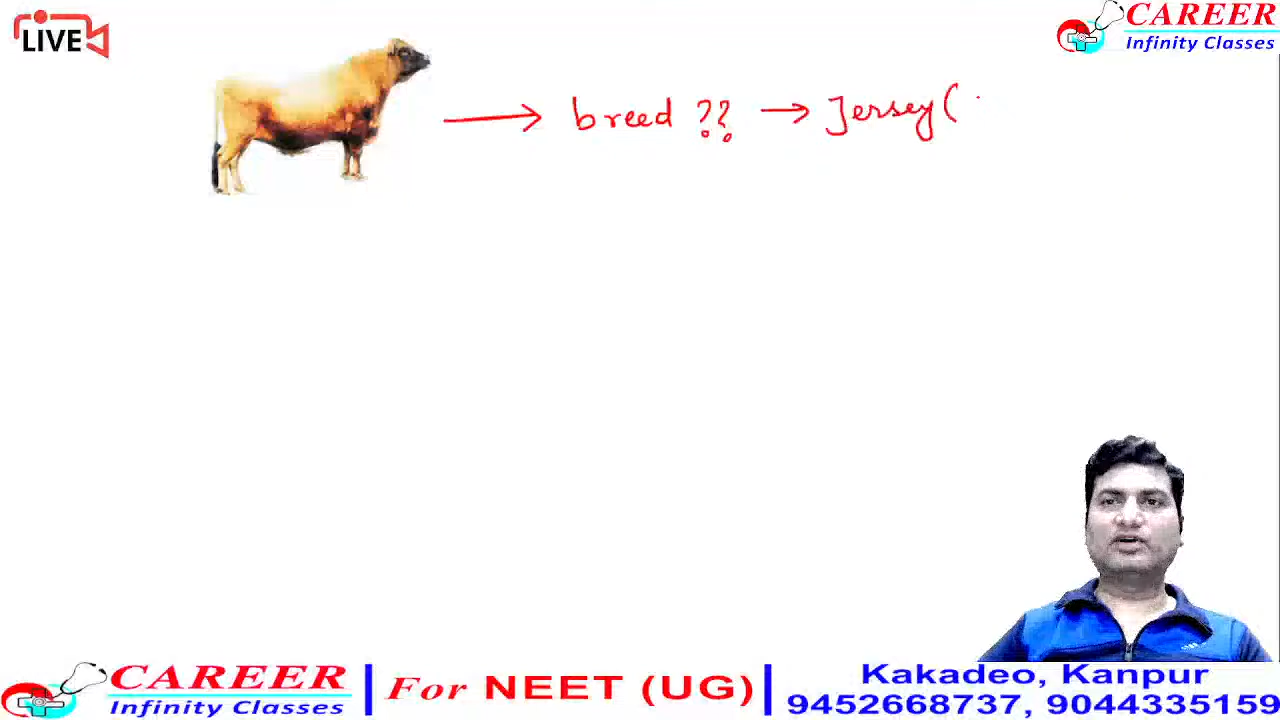 LIVE
CAREER
Infinity Classes
breed ?? → Jersey (
CAREER
Infinity Classes
For NEET (UG)
Kakadeo, Kanpur
9452668737, 9044335159